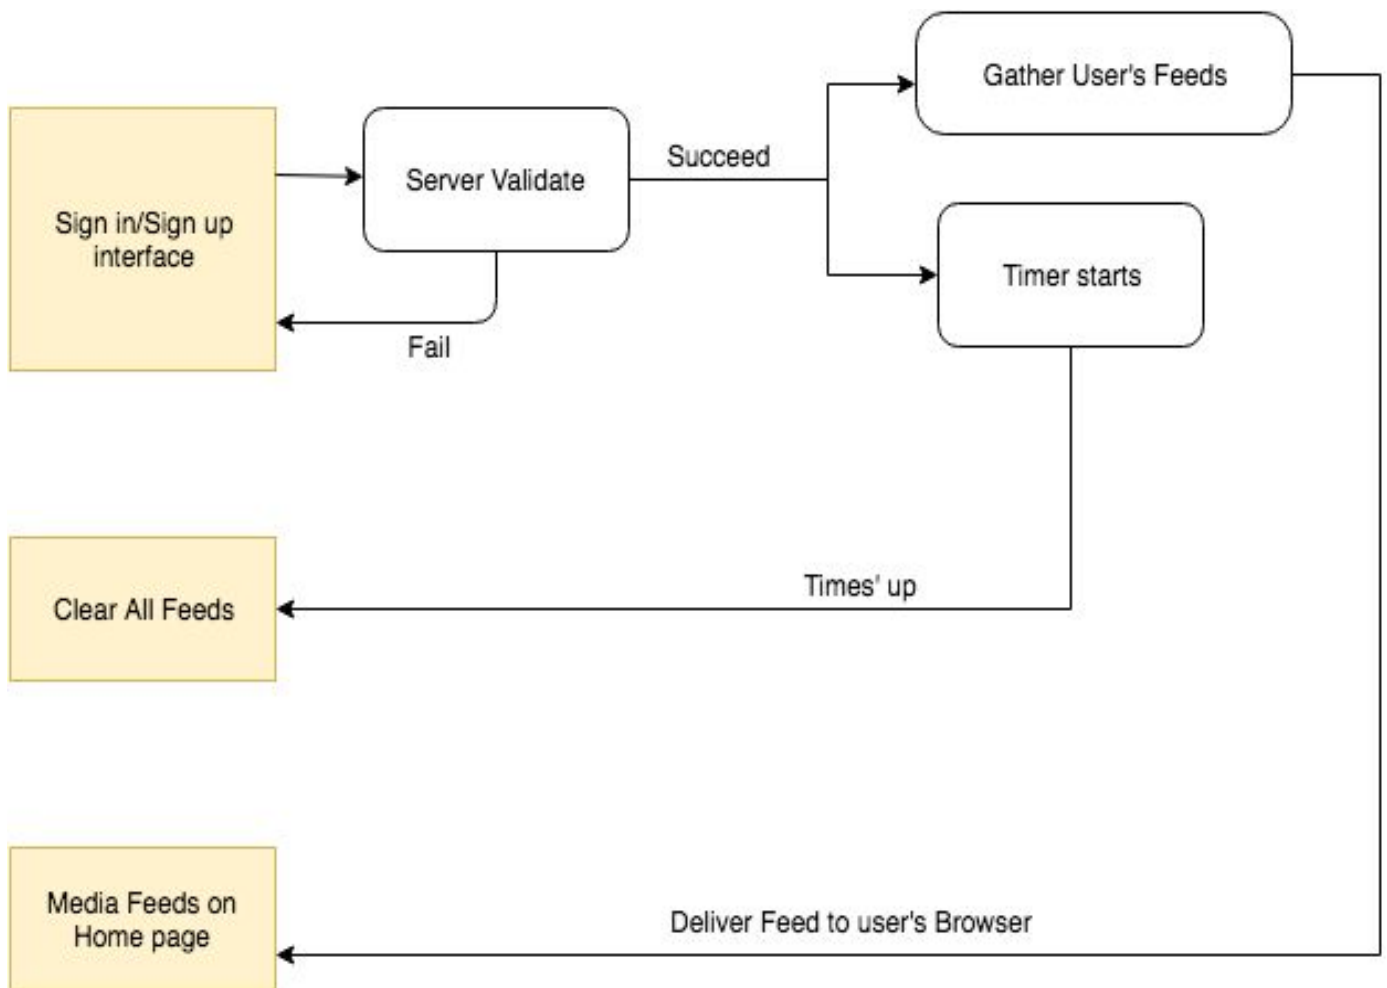 Gather User's Feeds
Succeed
Server Validate
Sign in/Sign up
interface
Timer starts
Fail
Times' up
Clear All Feeds
Media Feeds on
Home page
Deliver Feed to user's Browser